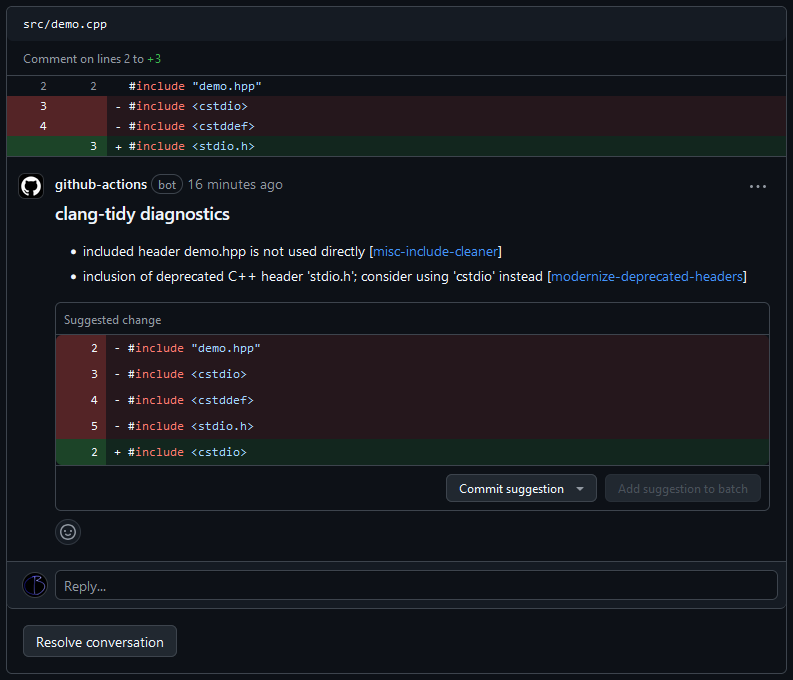 src/demo.cpp
Comment on lines 2 to +3
2 2 #include "demo.hpp"
3 - #include <cstdio>
4 - #include <cstddef>
3 + #include <stdio.h>
github-actions bot 16 minutes ago
clang-tidy diagnostics
• included header demo.hpp is not used directly [misc-include-cleaner]
• inclusion of deprecated C++ header 'stdio.h'; consider using 'cstdio' instead [modernize-deprecated-headers]
Suggested change
2 - #include "demo.hpp"
3 - #include <cstdio>
4 - #include <cstddef>
5 - #include <stdio.h>
2 + #include <cstdio>
Commit suggestion Add suggestion to batch
Reply...
Resolve conversation